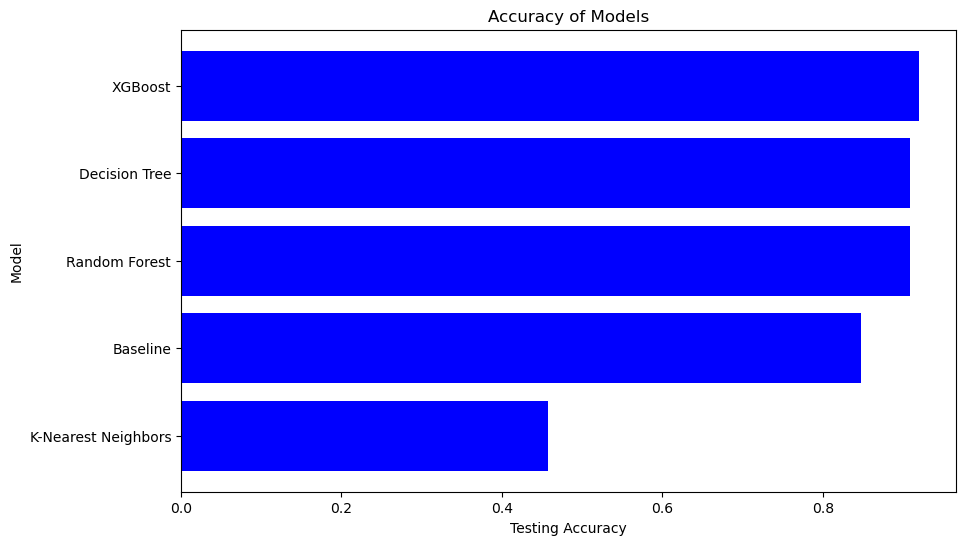 Accuracy of Models
XGBoost
Decision Tree
Random Forest
Baseline
K-Nearest Neighbors
Model
0.0 0.2 0.4 0.6 0.8
Testing Accuracy